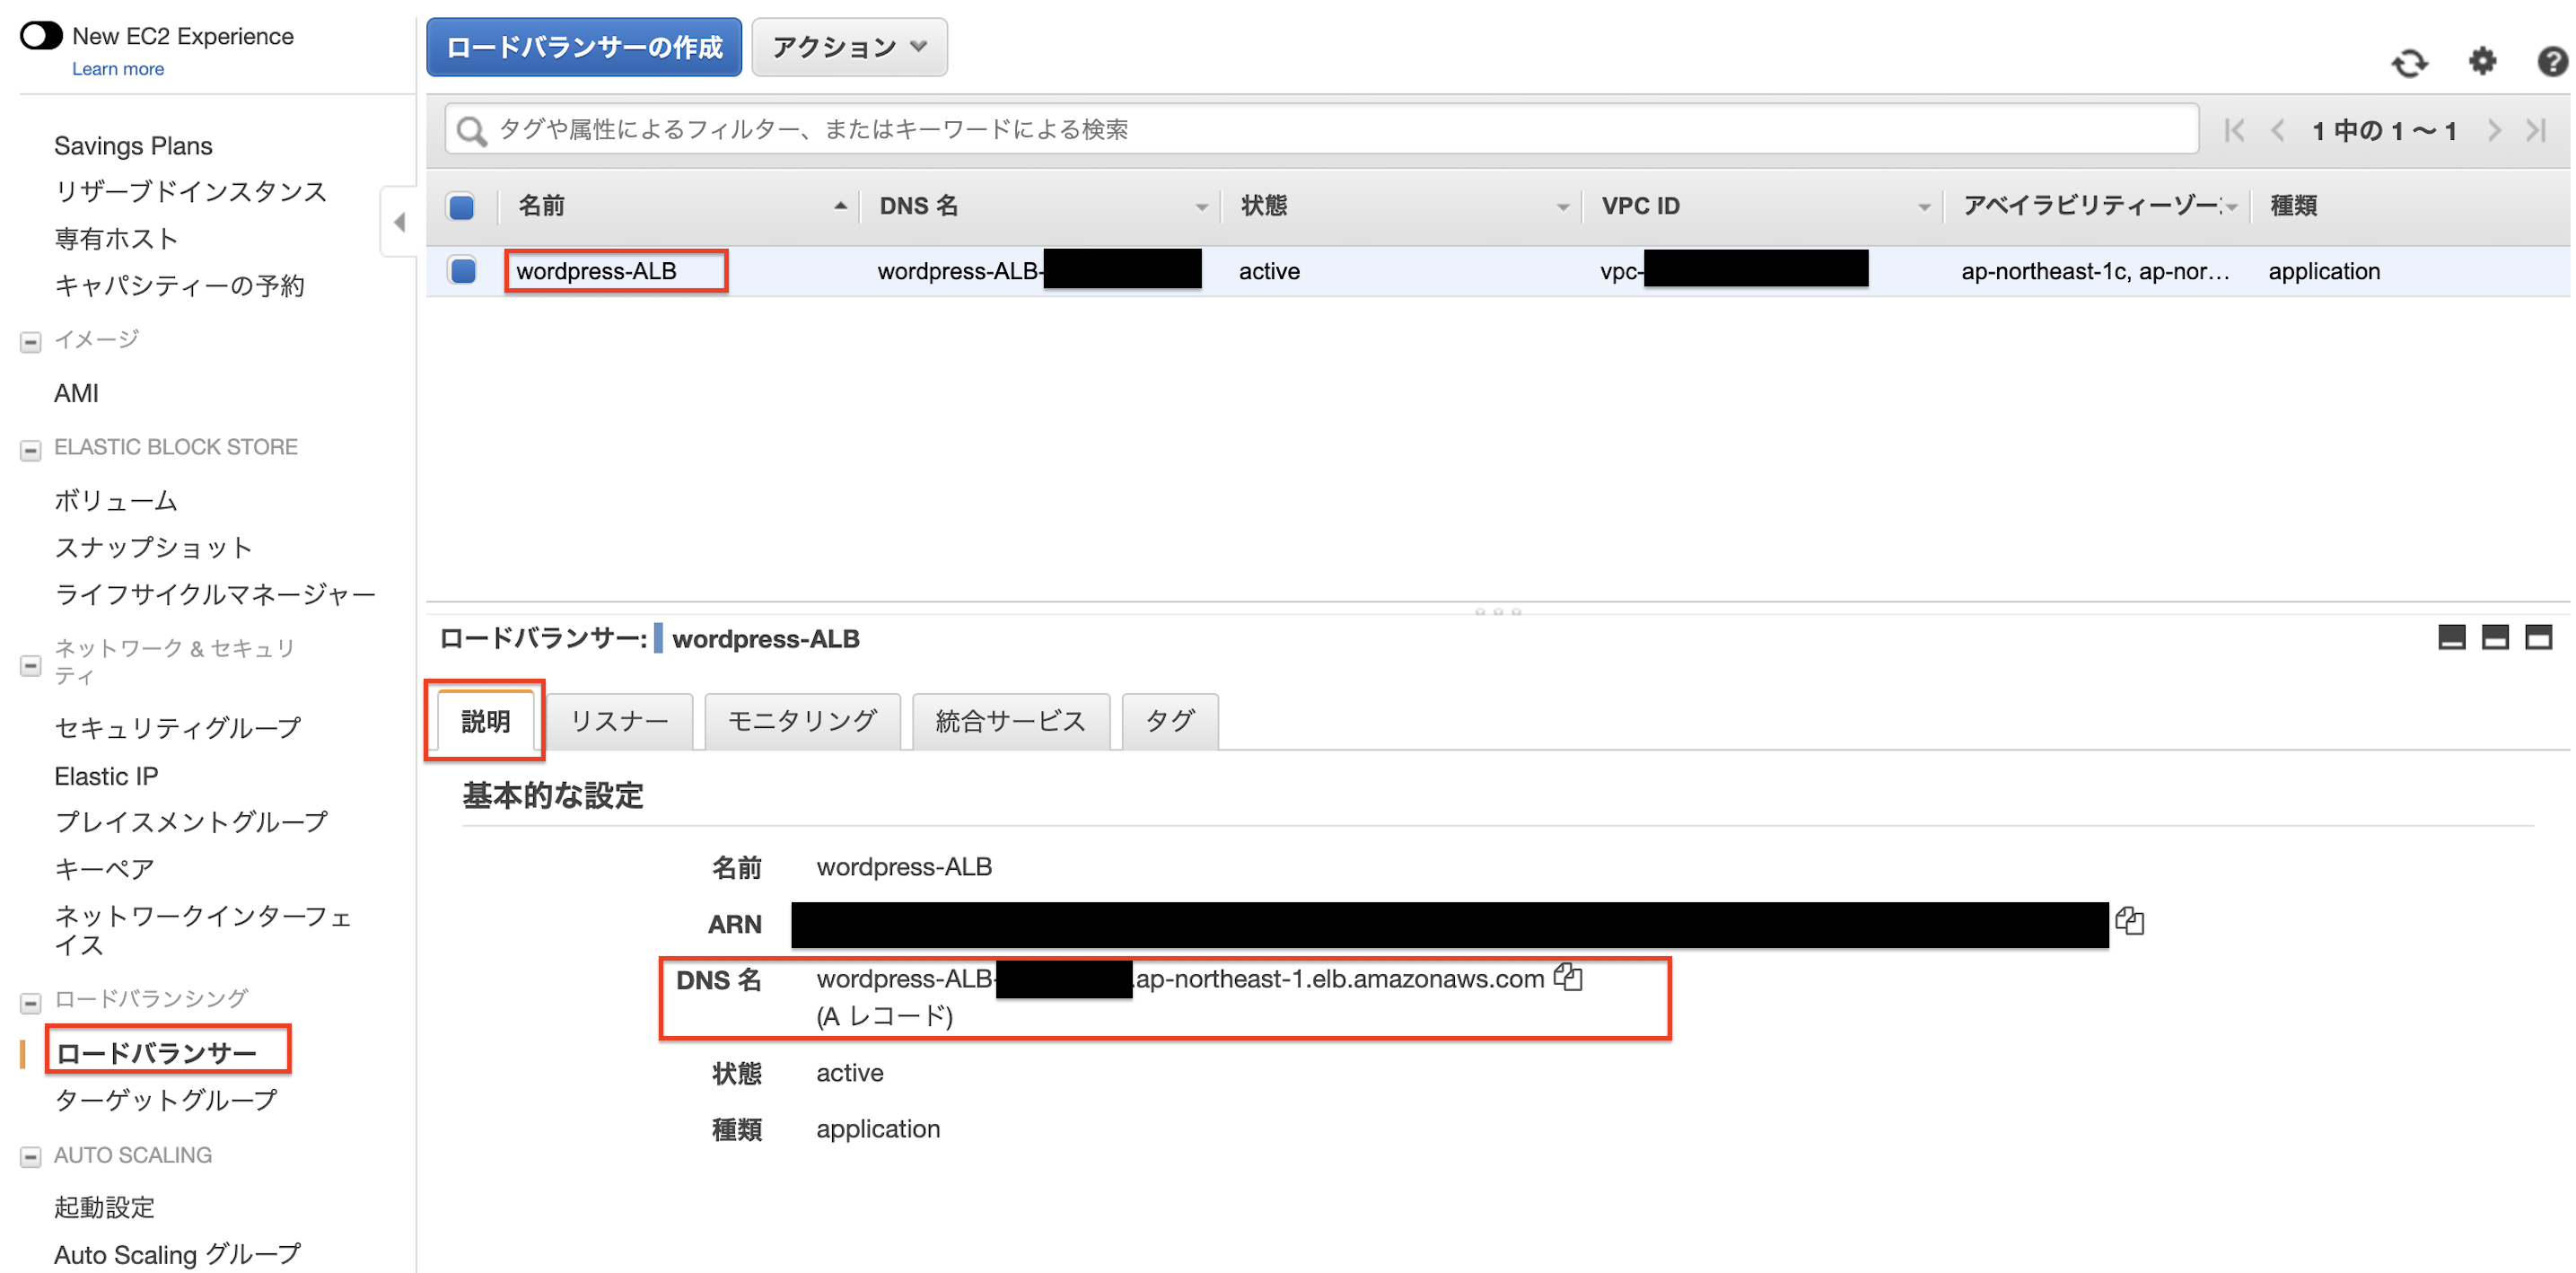 New EC2 Experience
Learn more
Savings Plans
リザーブドインスタンス
専有ホスト
キャパシティーの予約
イメージ
AMI
ELASTIC BLOCK STORE
ボリューム
スナップショット
ライフサイクルマネージャー
ネットワーク & セキュリ
ティ
セキュリティグループ
Elastic IP
プレイスメントグループ
キーペア
ネットワークインターフェ
イス
ロードバランシング
ロードバランサー
ターゲットグループ
AUTO SCALING
起動設定
Auto Scaling グループ
ロードバランサーの作成 アクション
タグや属性によるフィルター、またはキーワードによる検索 1 中の 1 ～ 1
名前 DNS 名 状態 VPC ID アベイラビリティーゾー 種類
wordpress-ALB wordpress-ALB- active vpc- ap-northeast-1c, ap-nor... application
ロードバランサー: wordpress-ALB
説明 リスナー モニタリング 統合サービス タグ
基本的な設定
名前 wordpress-ALB
ARN
DNS 名 wordpress-ALB- .ap-northeast-1.elb.amazonaws.com
(A レコード)
状態 active
種類 application